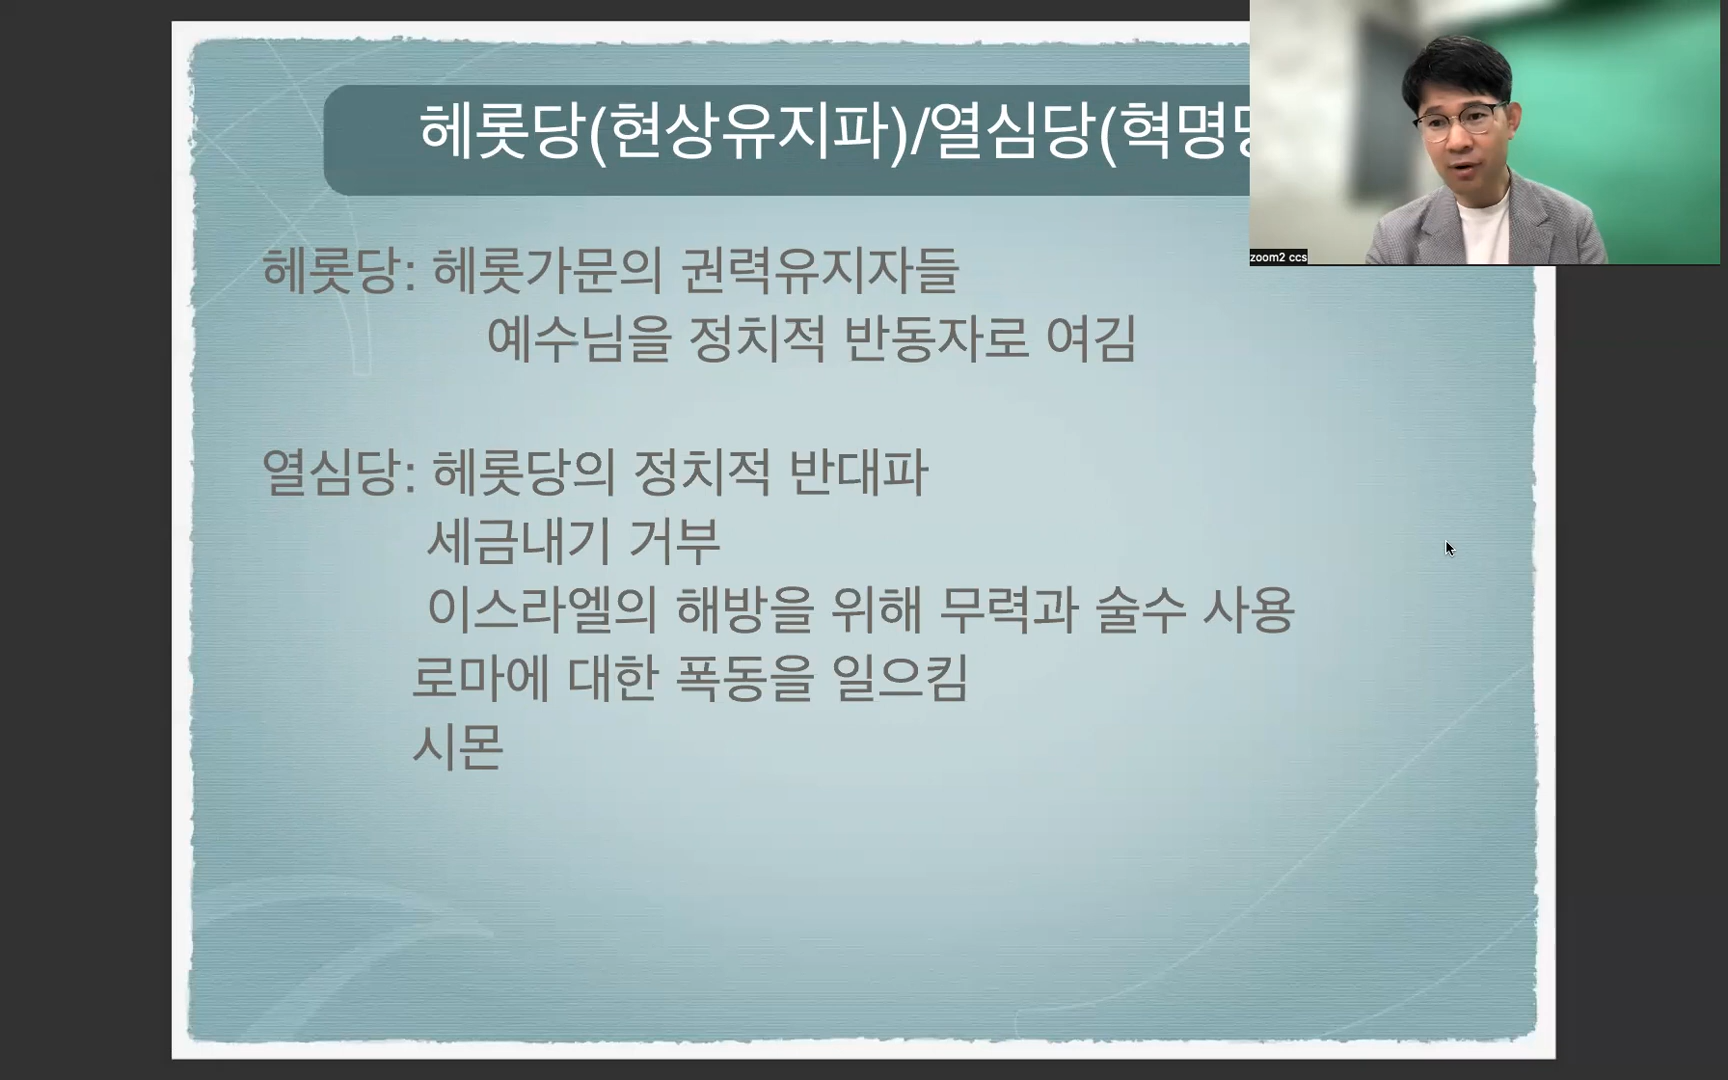 헤롯당(현상유지파)/열심당(혁명
헤롯당: 헤롯가문의 권력유지자들
예수님을 정치적 반동자로 여김
열심당: 헤롯당의 정치적 반대파
세금내기 거부
이스라엘의 해방을 위해 무력과 술수 사용
로마에 대한 폭동을 일으킴
시몬
zoom2 ccs